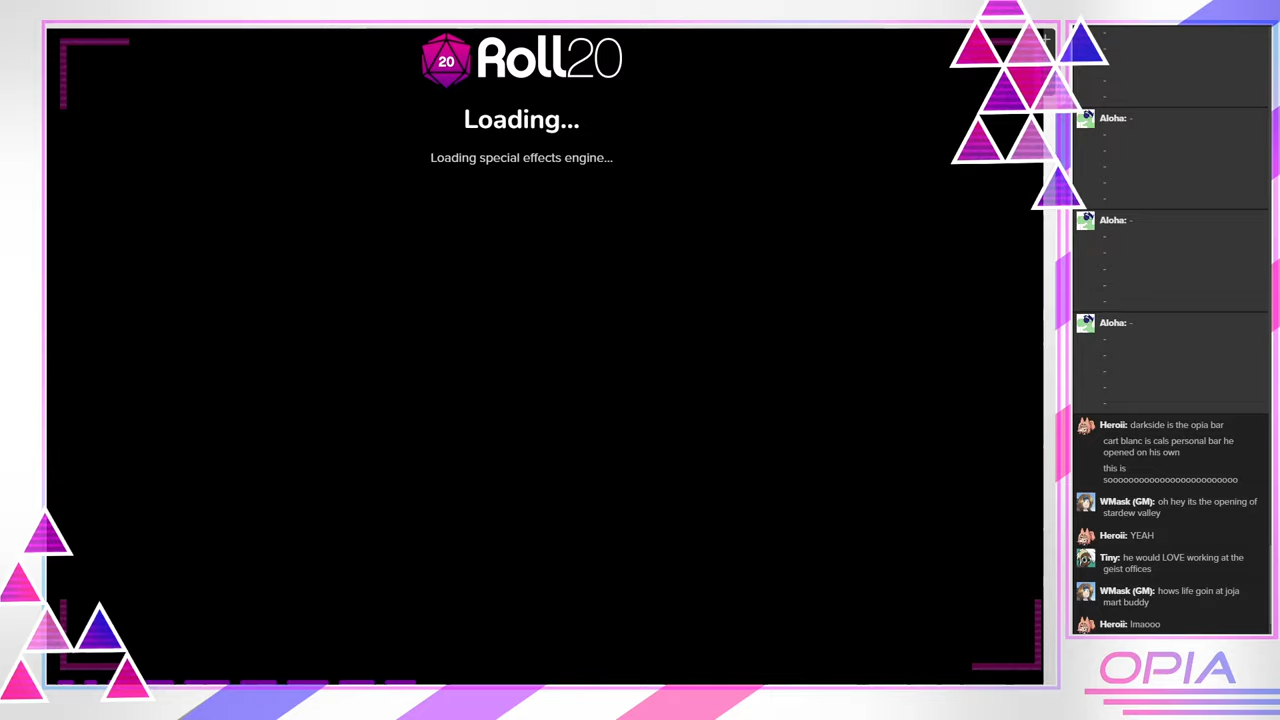 20 Roll20
Loading...
Loading special effects engine...
-
-
-
-
Aloha: -
-
-
-
-
-
Aloha: -
-
-
-
-
-
Aloha: -
-
-
-
-
-
Heroii: darkside is the opia bar
cart blanc is cals personal bar he
opened on his own
this is
sooooooooooooooooooooooooo
WMask (GM): oh hey its the opening of
stardew valley
Heroii: YEAH
Tiny: he would LOVE working at the
geist offices
WMask (GM): hows life goin at joja
mart buddy
Heroii: lmaooo
OPIA